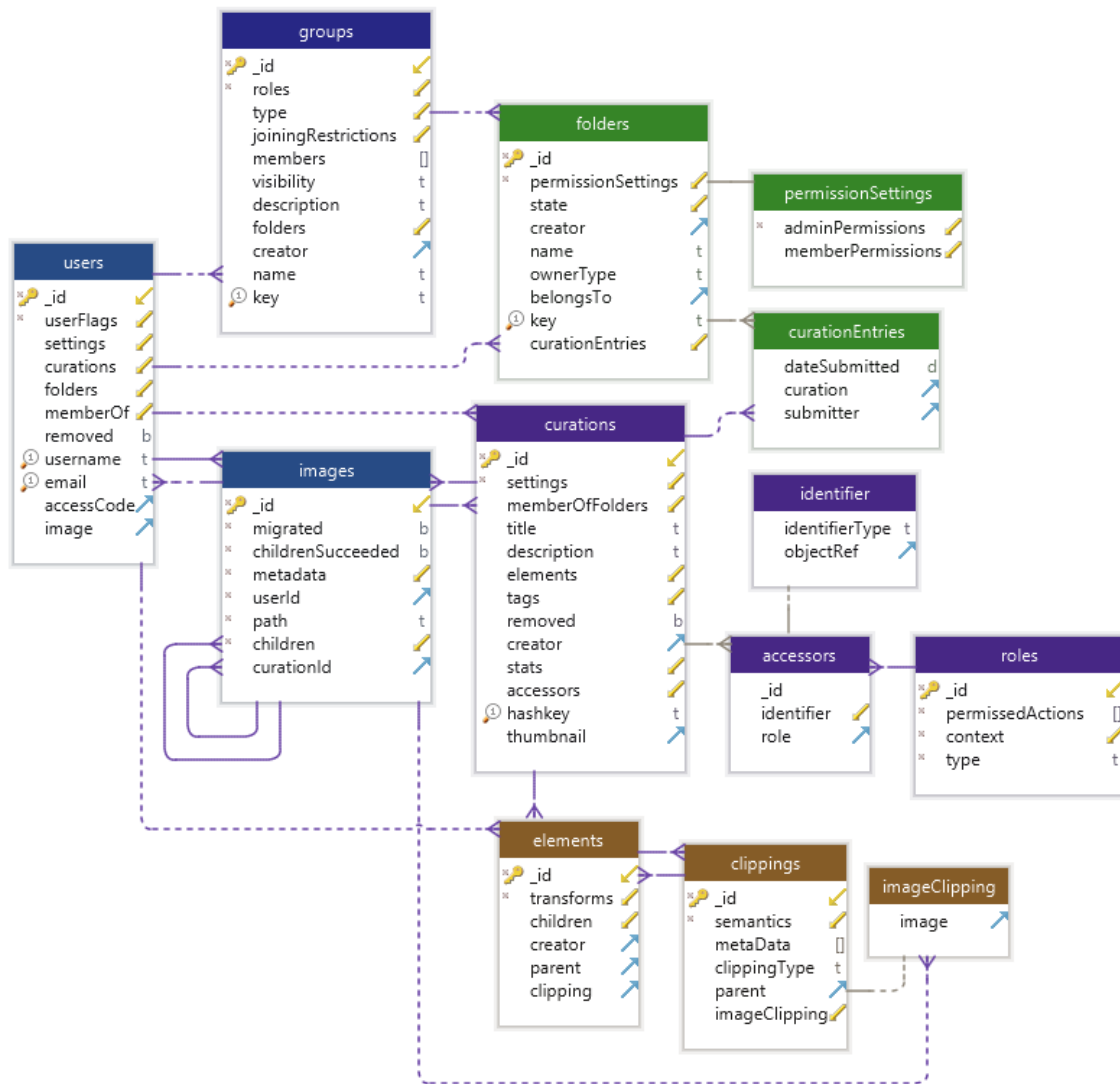 groups
_id
roles
type
joiningRestrictions
members []
visibility t
description t
folders
creator
name t
key t
folders
_id
permissionSettings
state
creator
name t
ownerType t
belongsTo
key t
curationEntries
permissionSettings
adminPermissions
memberPermissions
users
_id
userFlags
settings
curations
folders
memberOf
removed b
username t
email t
accessCode
image
curationEntries
dateSubmitted d
curation
submitter
curations
_id
settings
memberOfFolders
title t
description t
elements
tags
removed b
creator
stats
accessors
hashkey t
thumbnail
images
_id
migrated b
childrenSucceeded b
metadata
userId
path t
children
curationId
identifier
identifierType t
objectRef
accessors
_id
identifier
role
roles
_id
permissedActions []
context
type t
elements
_id
transforms
children
creator
parent
clipping
clippings
_id
semantics
metaData []
clippingType t
parent
imageClipping
imageClipping
image